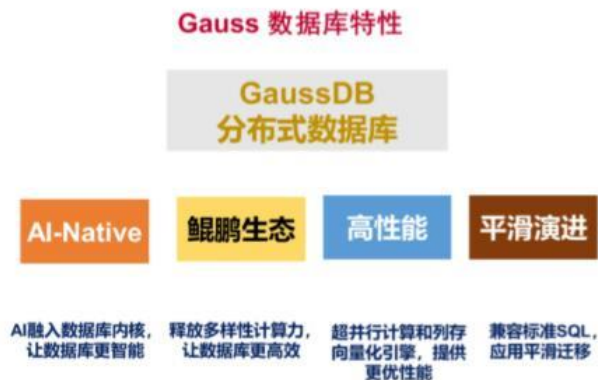 Gauss 数据库特性
GaussDB
分布式数据库
AI-Native
鲲鹏生态
高性能
平滑演进
AI融入数据库内核，
让数据库更智能
释放多样性计算力，
让数据库更高效
超并行计算和列存
向量化引擎，提供
更优性能
兼容标准SQL，
应用平滑迁移